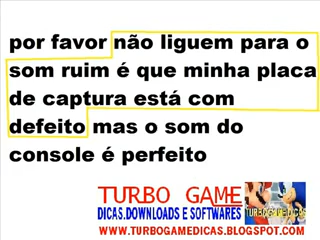 por favor não liguem para o
som ruim é que minha placa
de captura está com
defeito mas o som do
console é perfeito
TURBO GAME
DICAS,DOWNLOADS E SOFTWARES
TURBOGAMEDICAS
WWW.TURBOGAMEDICAS.BLOGSPOT.COM